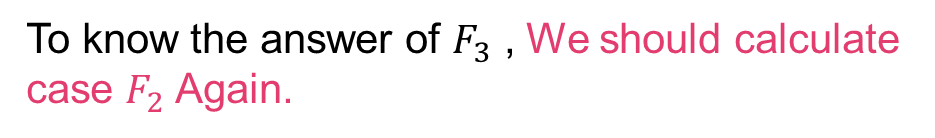 To know the answer of F₃ , We should calculate
case F₂ Again.